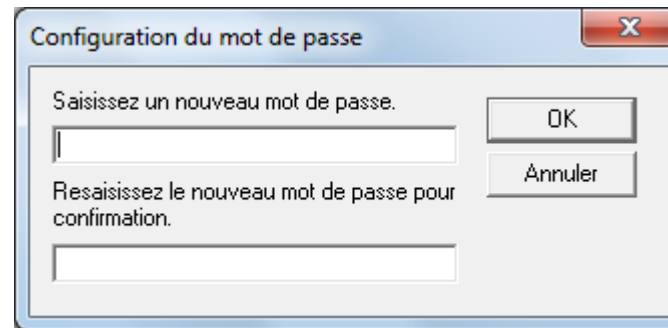 Configuration du mot de passe
Saisissez un nouveau mot de passe.
OK
Annuler
Resaisissez le nouveau mot de passe pour
confirmation.